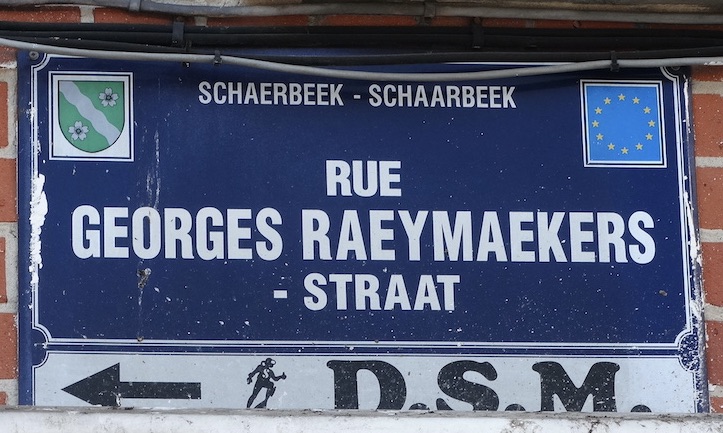 SCHAERBEEK - SCHAARBEEK
RUE
GEORGES RAEYMAEKERS
- STRAAT
D.S.M.